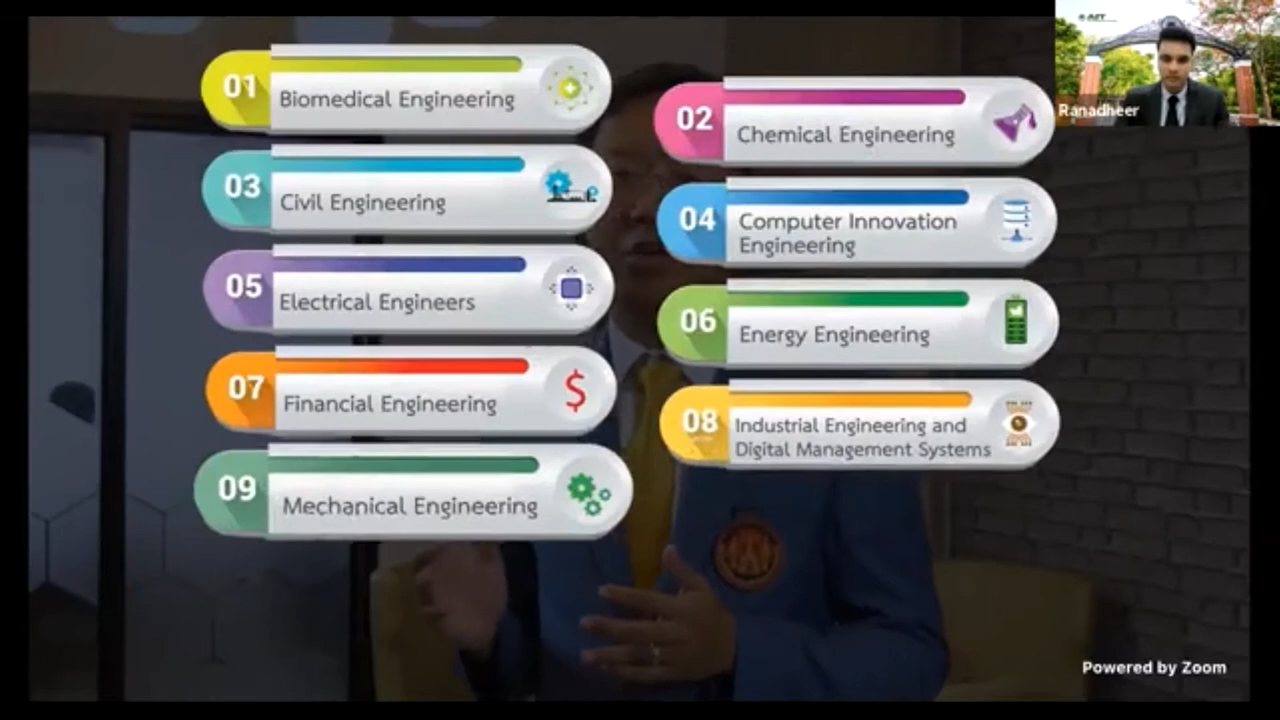 01
Biomedical Engineering
02
Chemical Engineering
03
Civil Engineering
04
Computer Innovation
Engineering
05
Electrical Engineers
06
Energy Engineering
07
Financial Engineering
08
Industrial Engineering and
Digital Management Systems
09
Mechanical Engineering
Ranadheer
Powered by Zoom